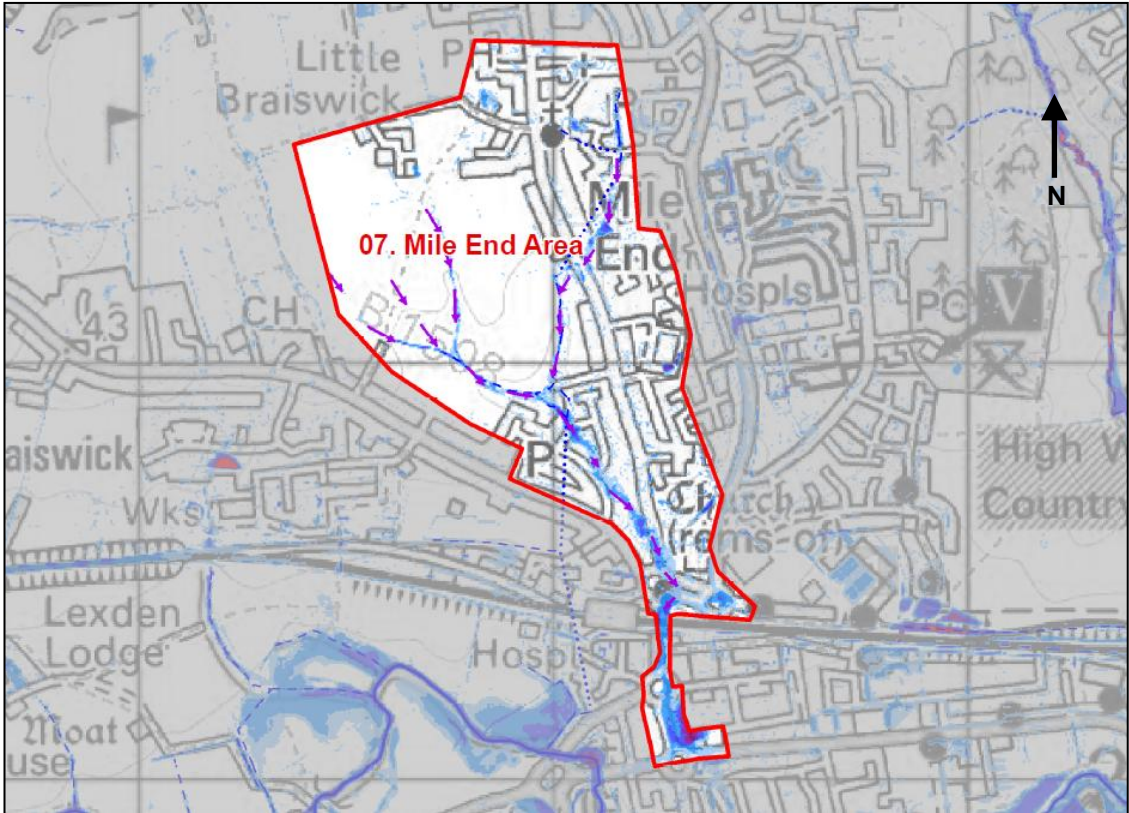 Little
Braiswick
P
N
Mile
End
07. Mile End Area
Hospls
PC
V
43
CH
B1508
aiswick
P
High W
Country
Wks
Church
(rems of)
Lexden
Lodge
Hospl
Moat
use